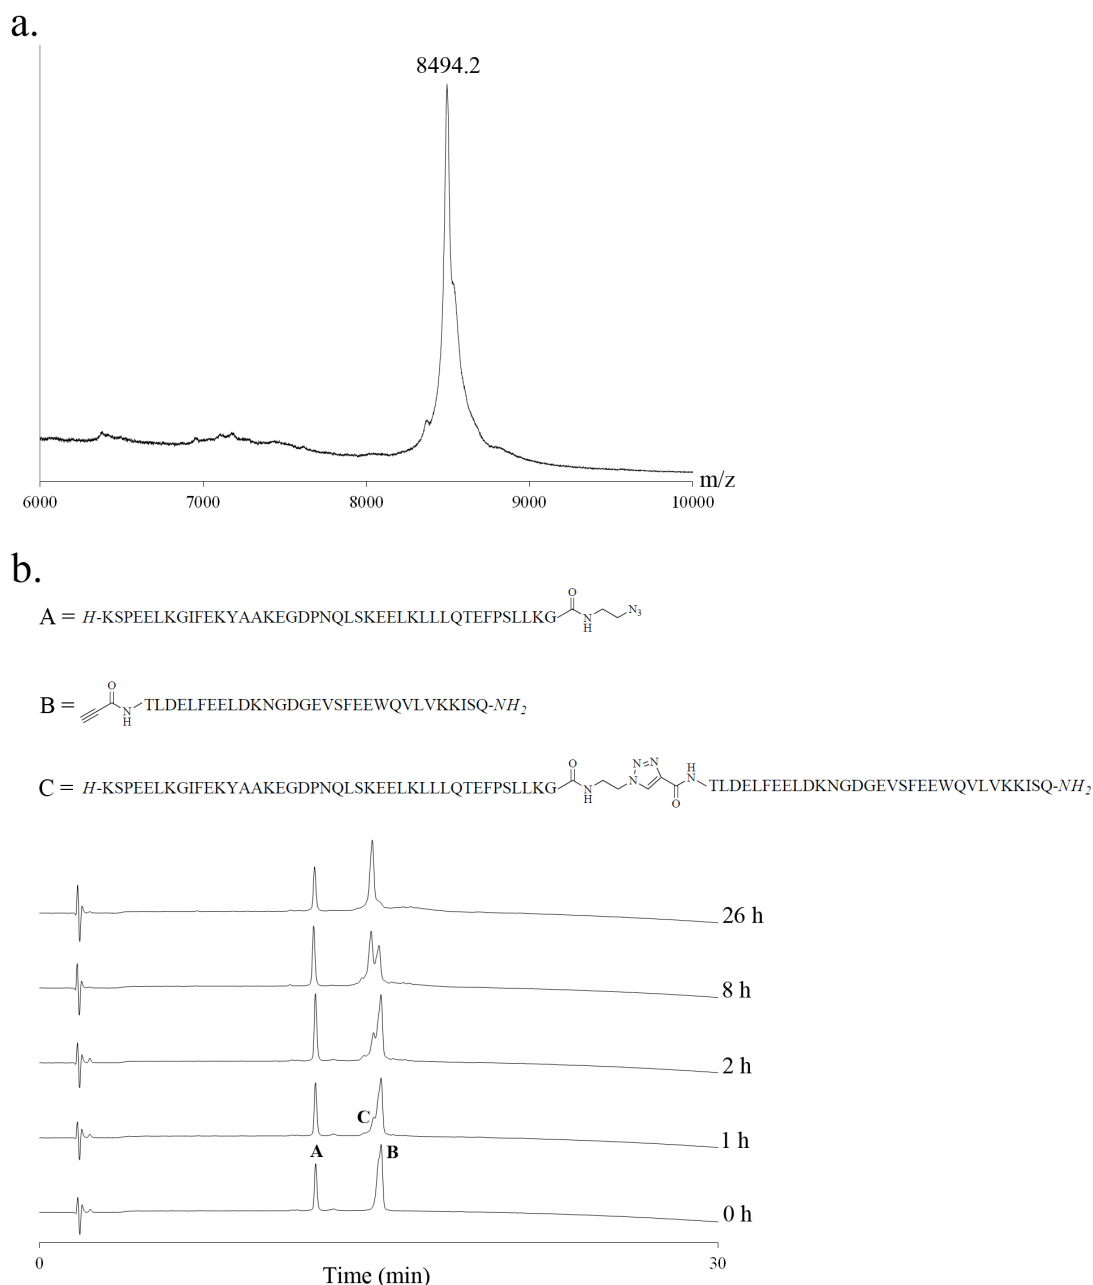 a.
8494.2
m/z
6000 7000 8000 9000 10000
b.
A = H-KSPEELKGIFEKYAAKEGDPNQLSKEELKLLLQTEFPSLLKG O N H N3
B = O N H TLDELFEELDKNGDGEVSFEEWQVLVKKISQ-NH2
C = H-KSPEELKGIFEKYAAKEGDPNQLSKEELKLLLQTEFPSLLKG O N H N N N O H N TLDELFEELDKNGDGEVSFEEWQVLVKKISQ-NH2
26 h
8 h
2 h
C
1 h
A B
0 h
0 30
Time (min)